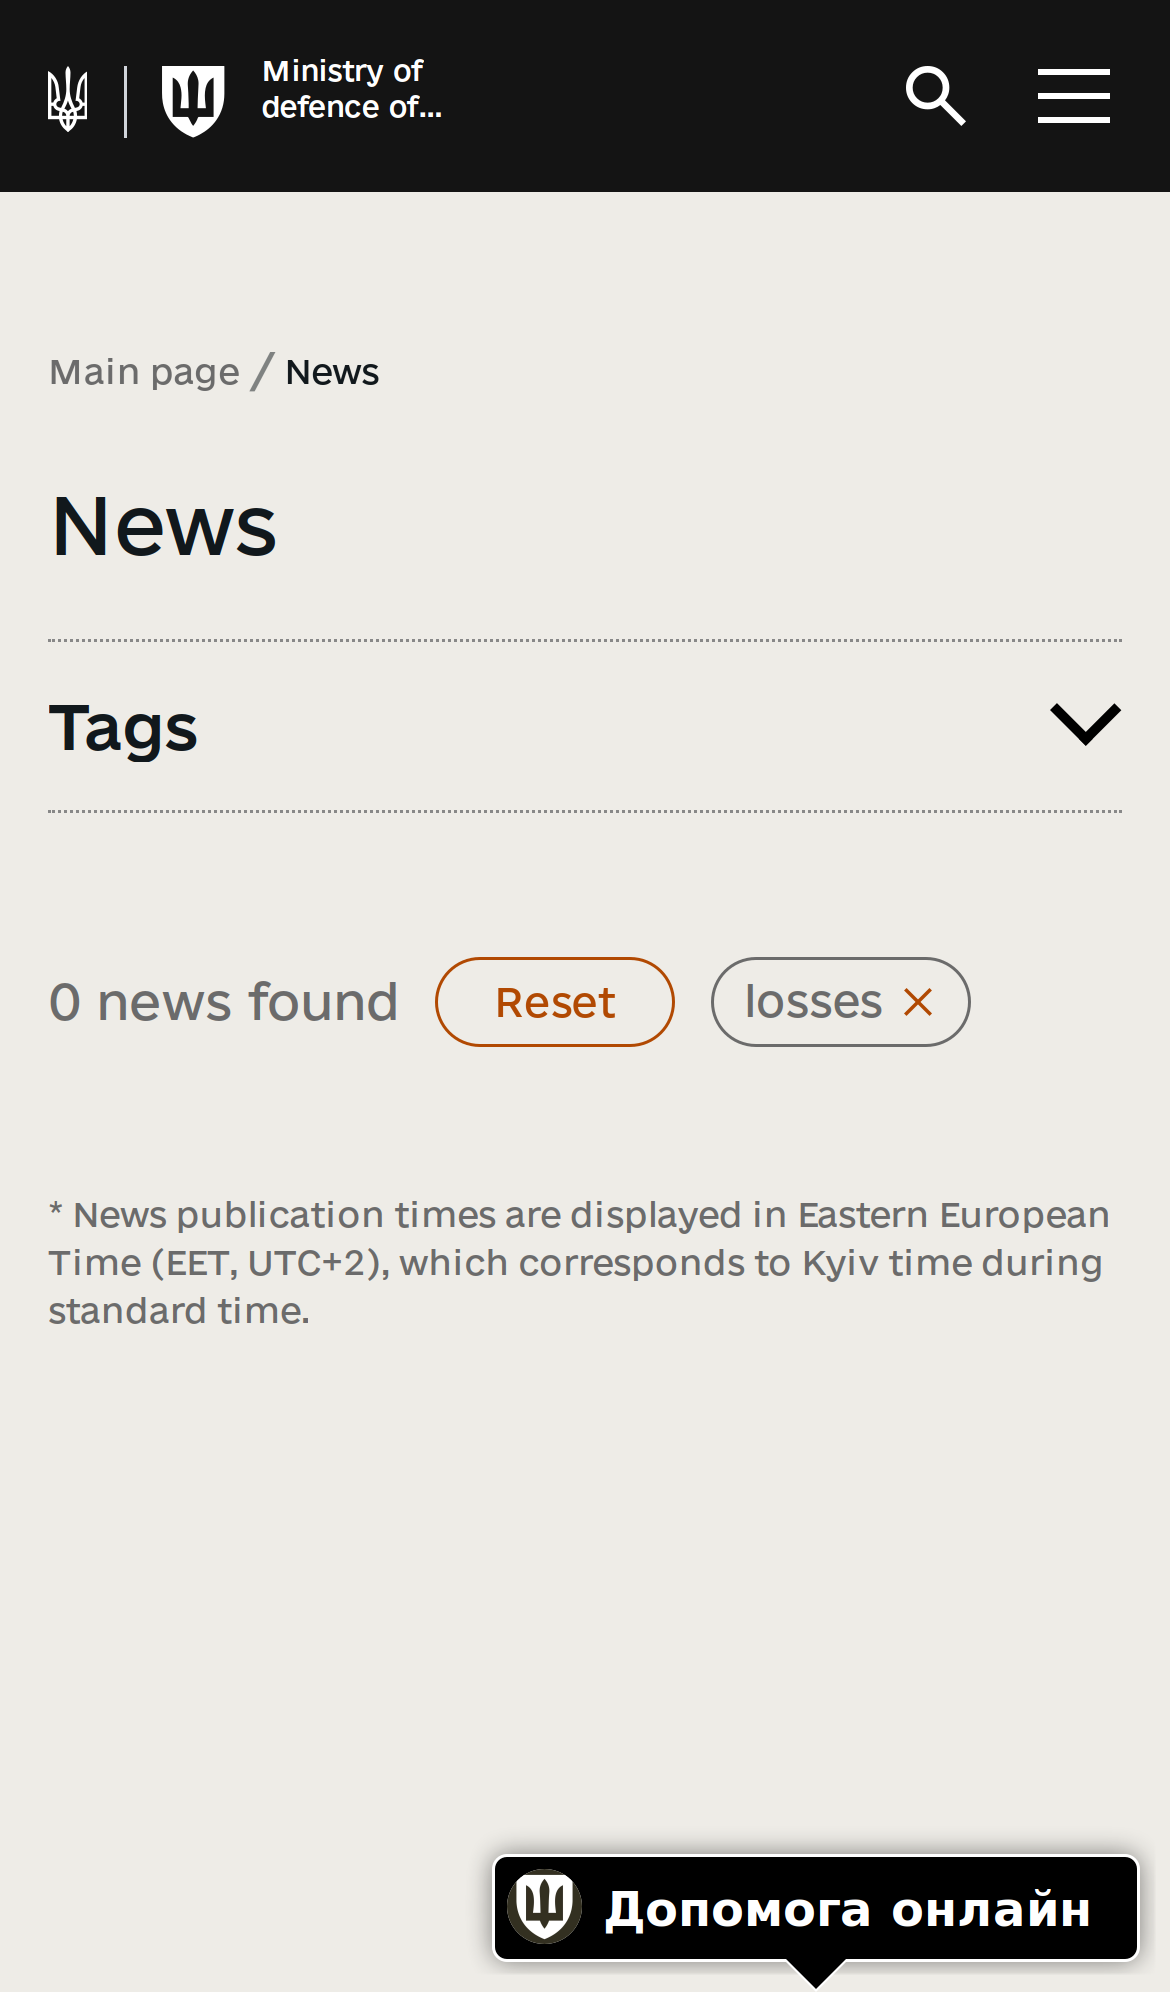 Ministry of
defence of...
Main page / News
News
Tags
0 news found Reset losses
* News publication times are displayed in Eastern European
Time (EET, UTC+2), which corresponds to Kyiv time during
standard time.
Допомога онлайн